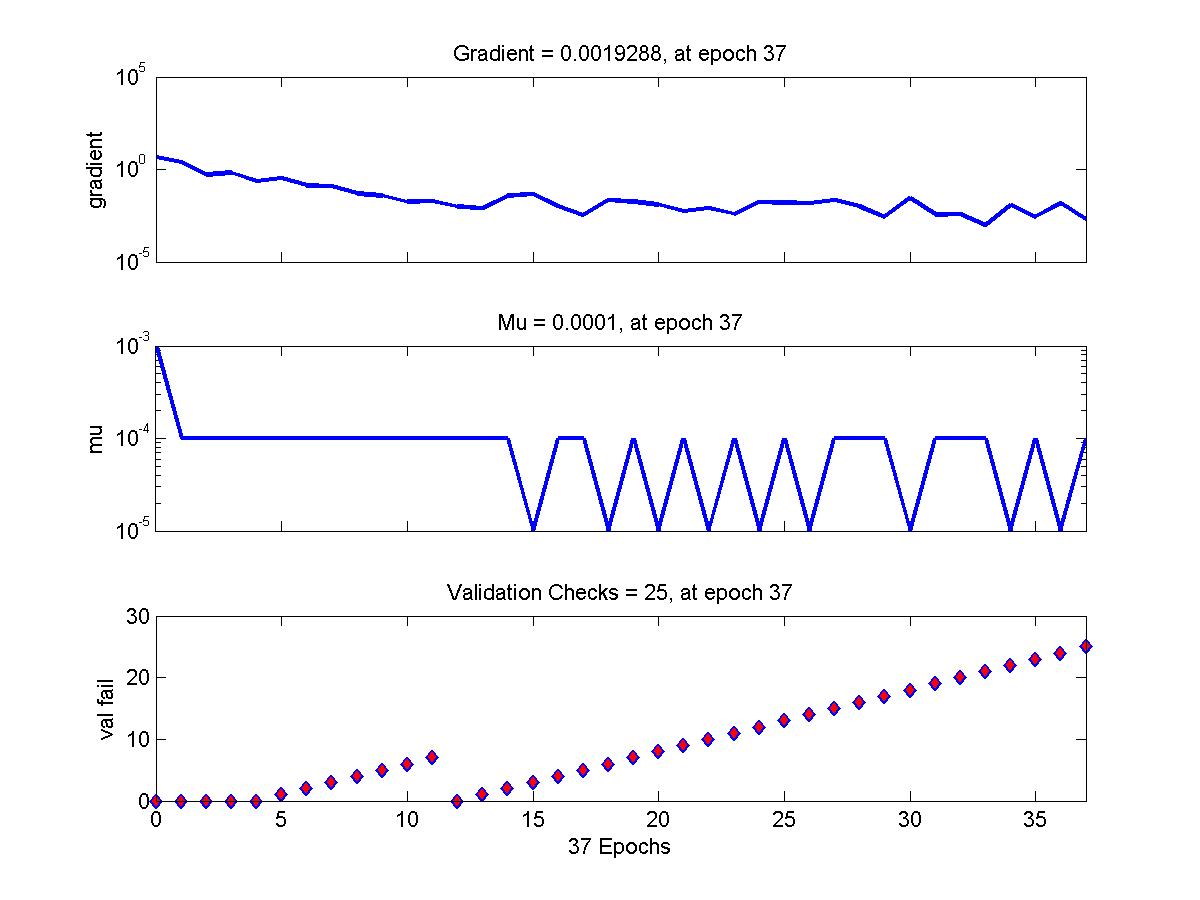 Gradient = 0.0019288, at epoch 37
10^5
10^0
10^-5
gradient
Mu = 0.0001, at epoch 37
10^-3
10^-4
10^-5
mu
Validation Checks = 25, at epoch 37
30
20
10
0
val fail
0 5 10 15 20 25 30 35
37 Epochs